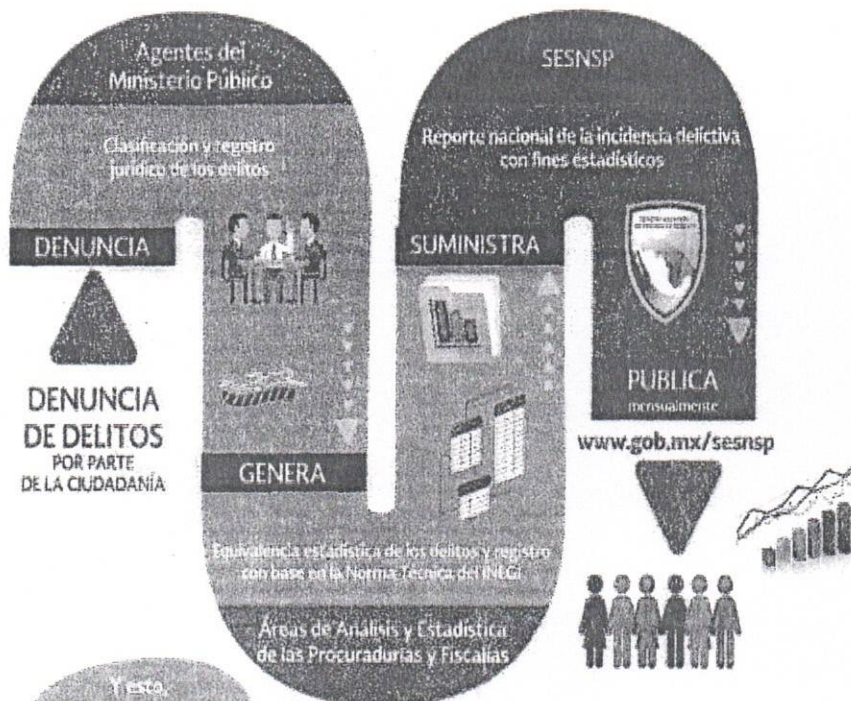 Agentes del
Ministerio Público
Clasificación y registro
jurídico de los delitos
DENUNCIA
DENUNCIA
DE DELITOS
POR PARTE
DE LA CIUDADANÍA
GENERA
Equivalencia estadística de los delitos y registro
con base en la Norma Técnica del INEGI
Áreas de Análisis y Estadística
de las Procuradurías y Fiscalías
SUMINISTRA
SESNSP
Reporte nacional de la incidencia delictiva
con fines estadísticos
PUBLICA
mensualmente
www.gob.mx/sesnsp
Y esto,